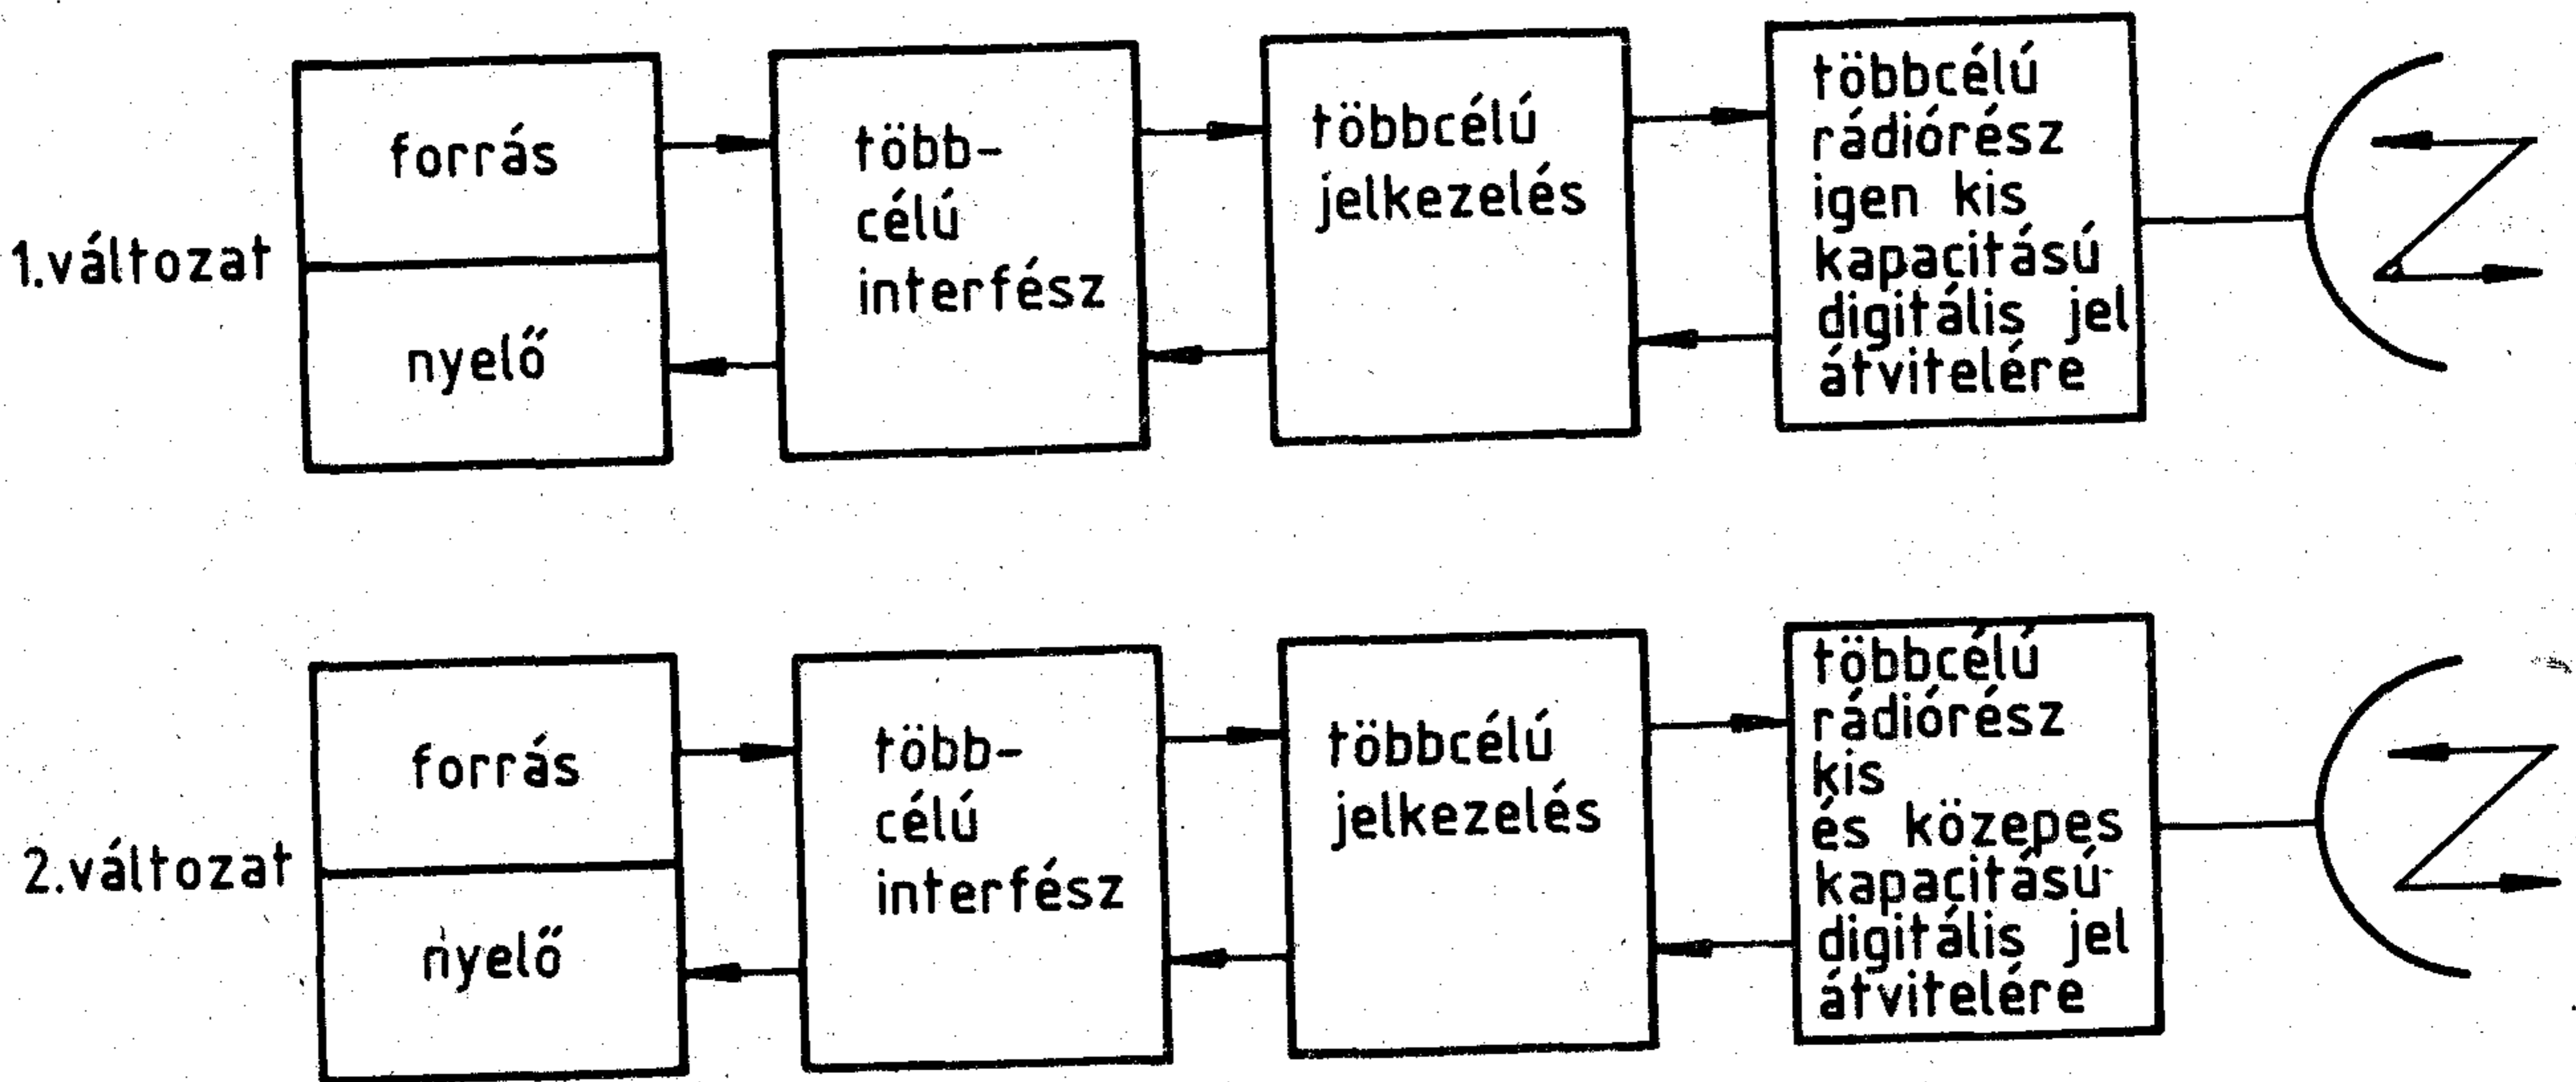 1.változat
forrás
nyelő
több-
célú
interfész
többcélú
jelkezelés
többcélú
rádiórész
igen kis
kapacitású
digitális jel
átvitelére
2.változat
forrás
nyelő
több-
célú
interfész
többcélú
jelkezelés
többcélú
rádiórész
kis
és közepes
kapacitású
digitális jel
átvitelére